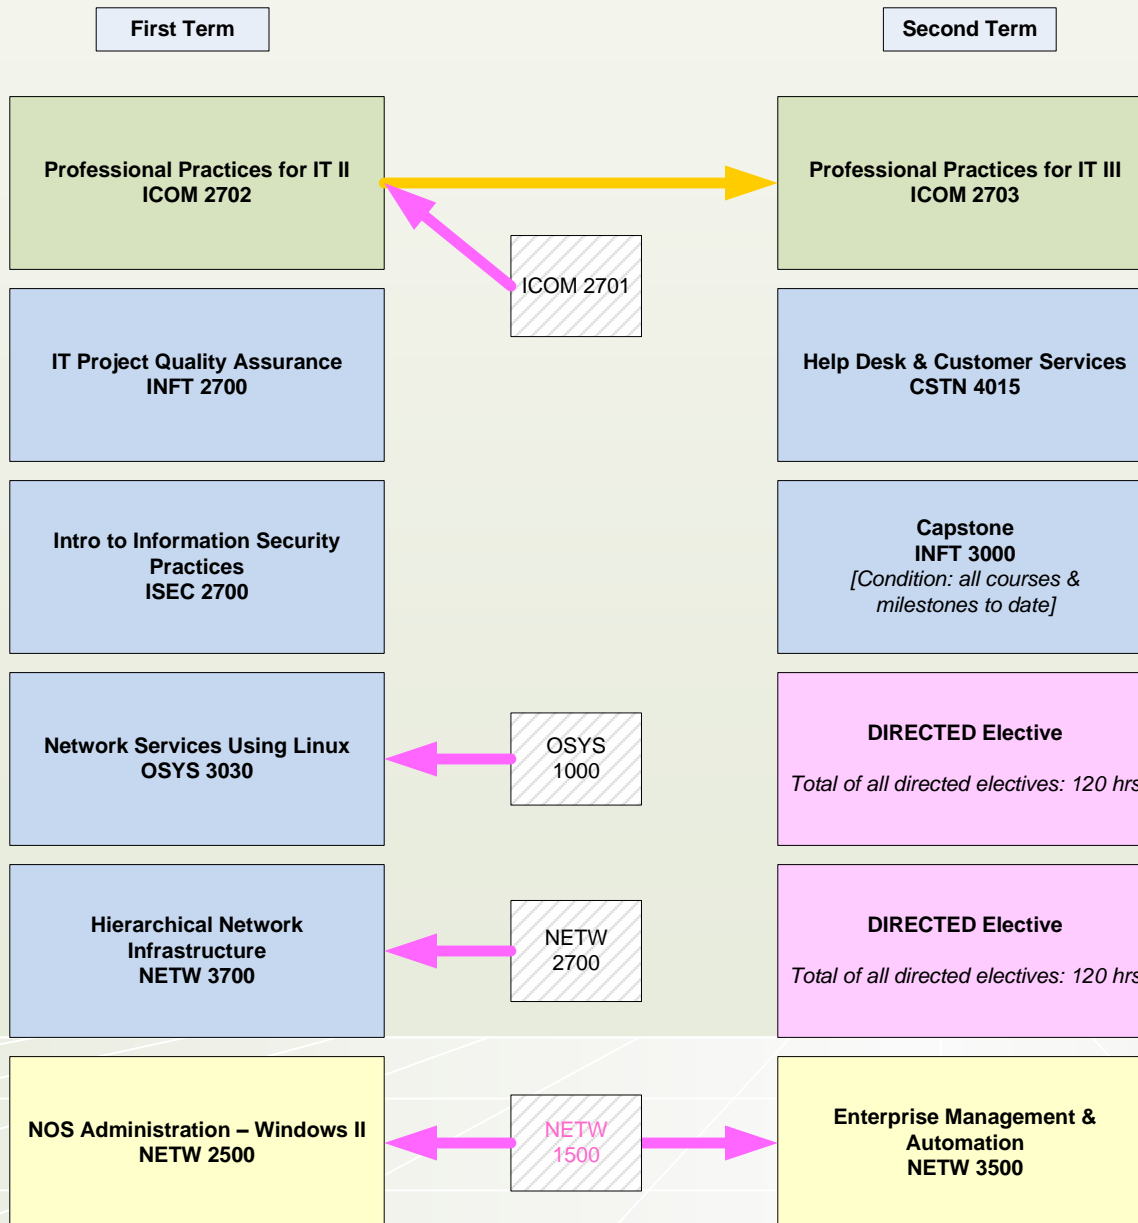 First Term
Second Term
Professional Practices for IT II
ICOM 2702
Professional Practices for IT III
ICOM 2703
ICOM 2701
IT Project Quality Assurance
INFT 2700
Help Desk & Customer Services
CSTN 4015
Intro to Information Security
Practices
ISEC 2700
Capstone
INFT 3000
[Condition: all courses &
milestones to date]
Network Services Using Linux
OSYS 3030
OSYS
1000
DIRECTED Elective
Total of all directed electives: 120 hrs
Hierarchical Network
Infrastructure
NETW 3700
NETW
2700
DIRECTED Elective
Total of all directed electives: 120 hrs
NOS Administration – Windows II
NETW 2500
NETW
1500
Enterprise Management &
Automation
NETW 3500